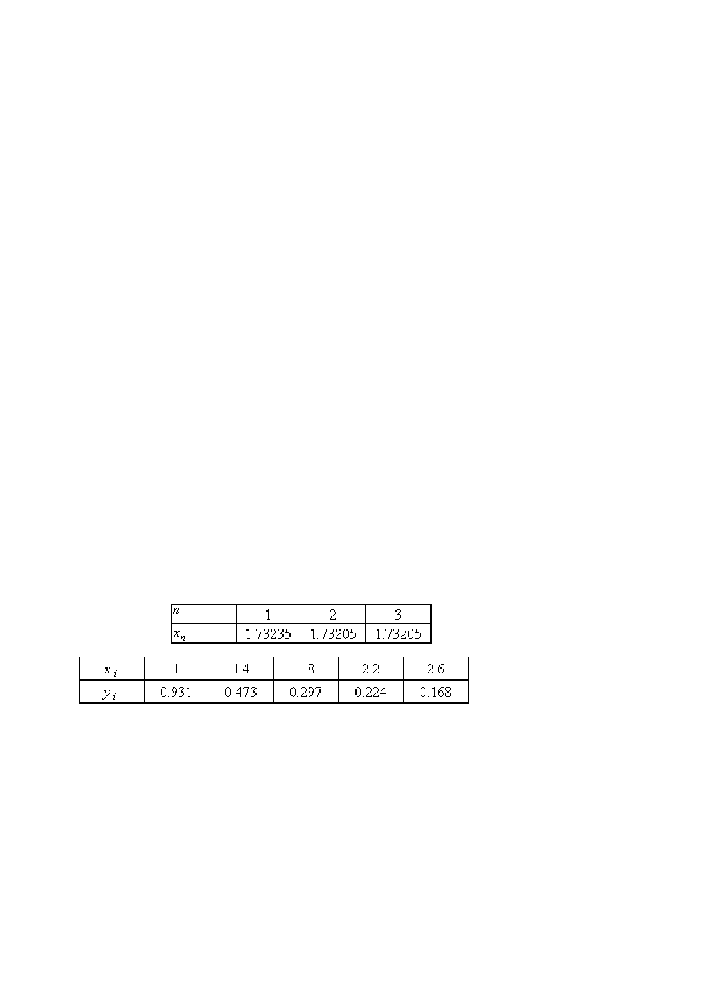 n 1 2 3
xₙ 1.73235 1.73205 1.73205
xᵢ 1 1.4 1.8 2.2 2.6
yᵢ 0.931 0.473 0.297 0.224 0.168